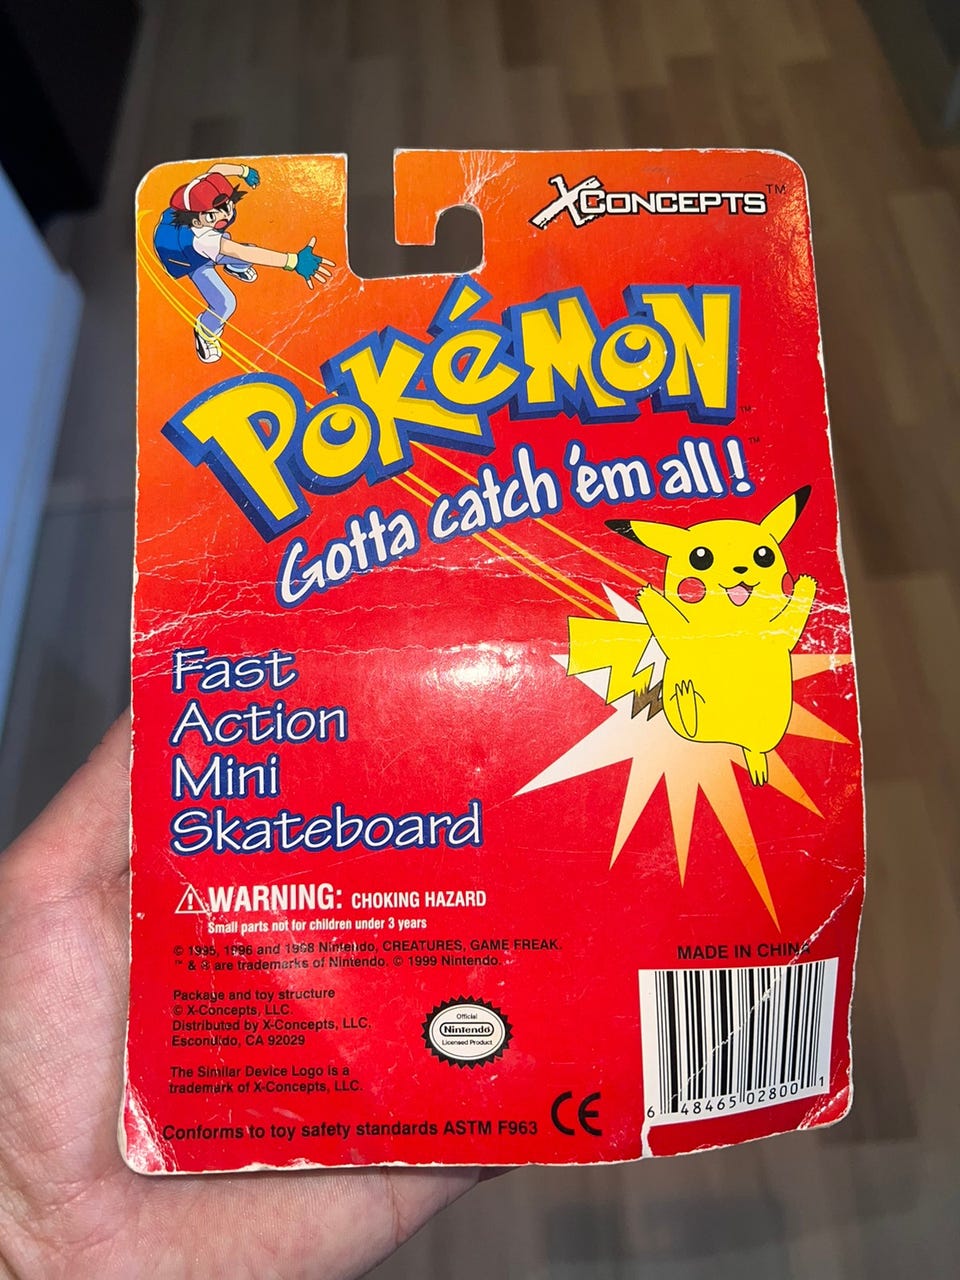 XCONCEPTS™
POKéMON™
Gotta catch 'em all!™
Fast
Action
Mini
Skateboard
⚠WARNING: CHOKING HAZARD
Small parts not for children under 3 years
© 1995, 1996 and 1998 Nintendo, CREATURES, GAME FREAK.
™ & ® are trademarks of Nintendo. © 1999 Nintendo.
Package and toy structure
© X-Concepts, LLC.
Distributed by X-Concepts, LLC.
Escondido, CA 92029
The Similar Device Logo is a
trademark of X-Concepts, LLC.
Conforms to toy safety standards ASTM F963
CE
Official
Nintendo
Licensed Product
MADE IN CHINA
6 48465 02800 1